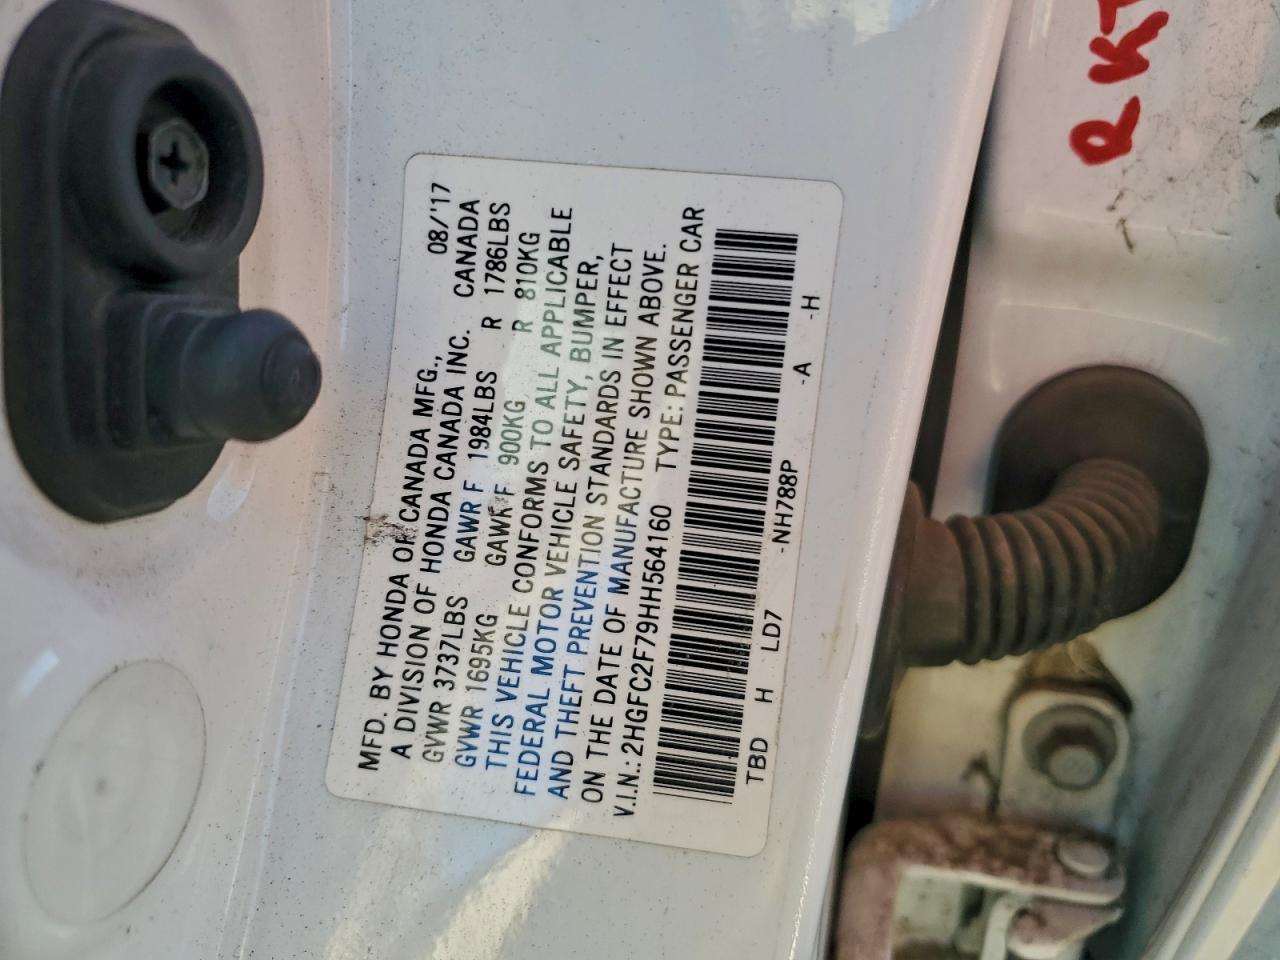 MFD. BY HONDA OF CANADA MFG., 08/'17
A DIVISION OF HONDA CANADA INC. CANADA
GVWR 3737LBS GAWR F 1984LBS R 1786LBS
GVWR 1695KG GAWR F 900KG R 810KG
THIS VEHICLE CONFORMS TO ALL APPLICABLE
FEDERAL MOTOR VEHICLE SAFETY, BUMPER,
AND THEFT PREVENTION STANDARDS IN EFFECT
ON THE DATE OF MANUFACTURE SHOWN ABOVE.
V.I.N.: 2HGFC2F79HH564160 TYPE: PASSENGER CAR
TBD H LD7 -NH788P -A -H